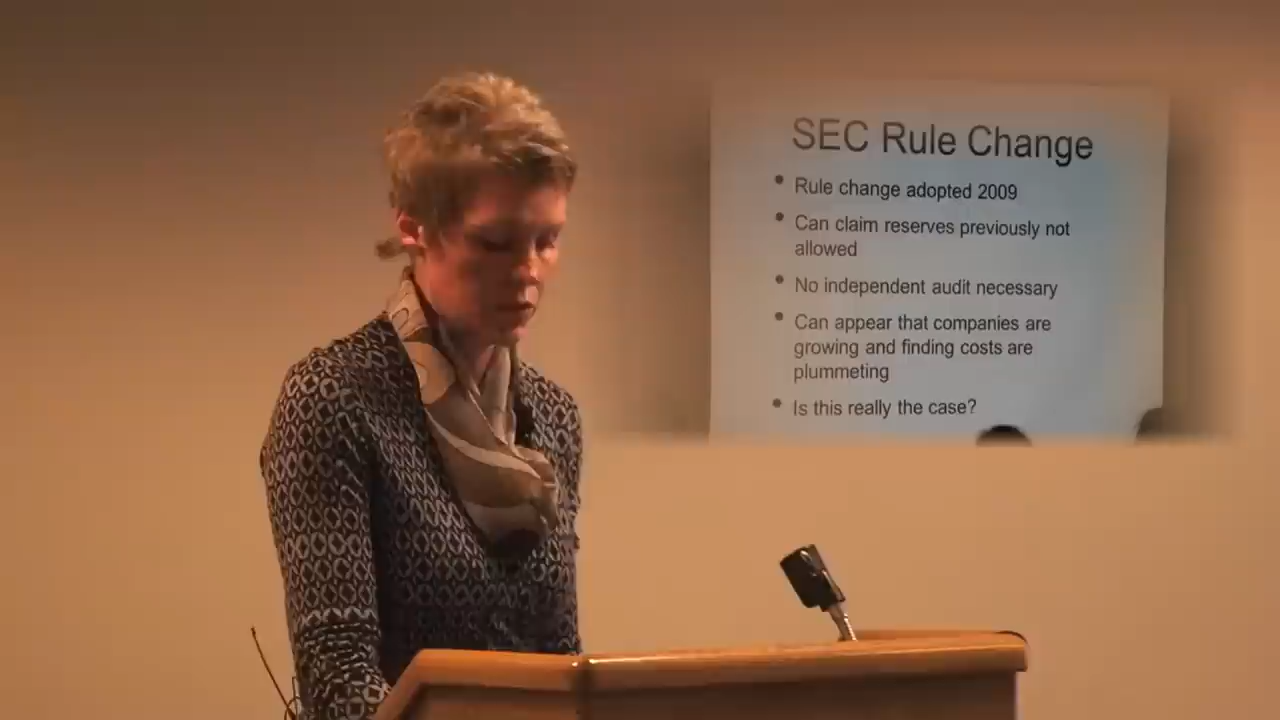 SEC Rule Change
• Rule change adopted 2009
• Can claim reserves previously not
allowed
• No independent audit necessary
• Can appear that companies are
growing and finding costs are
plummeting
• Is this really the case?